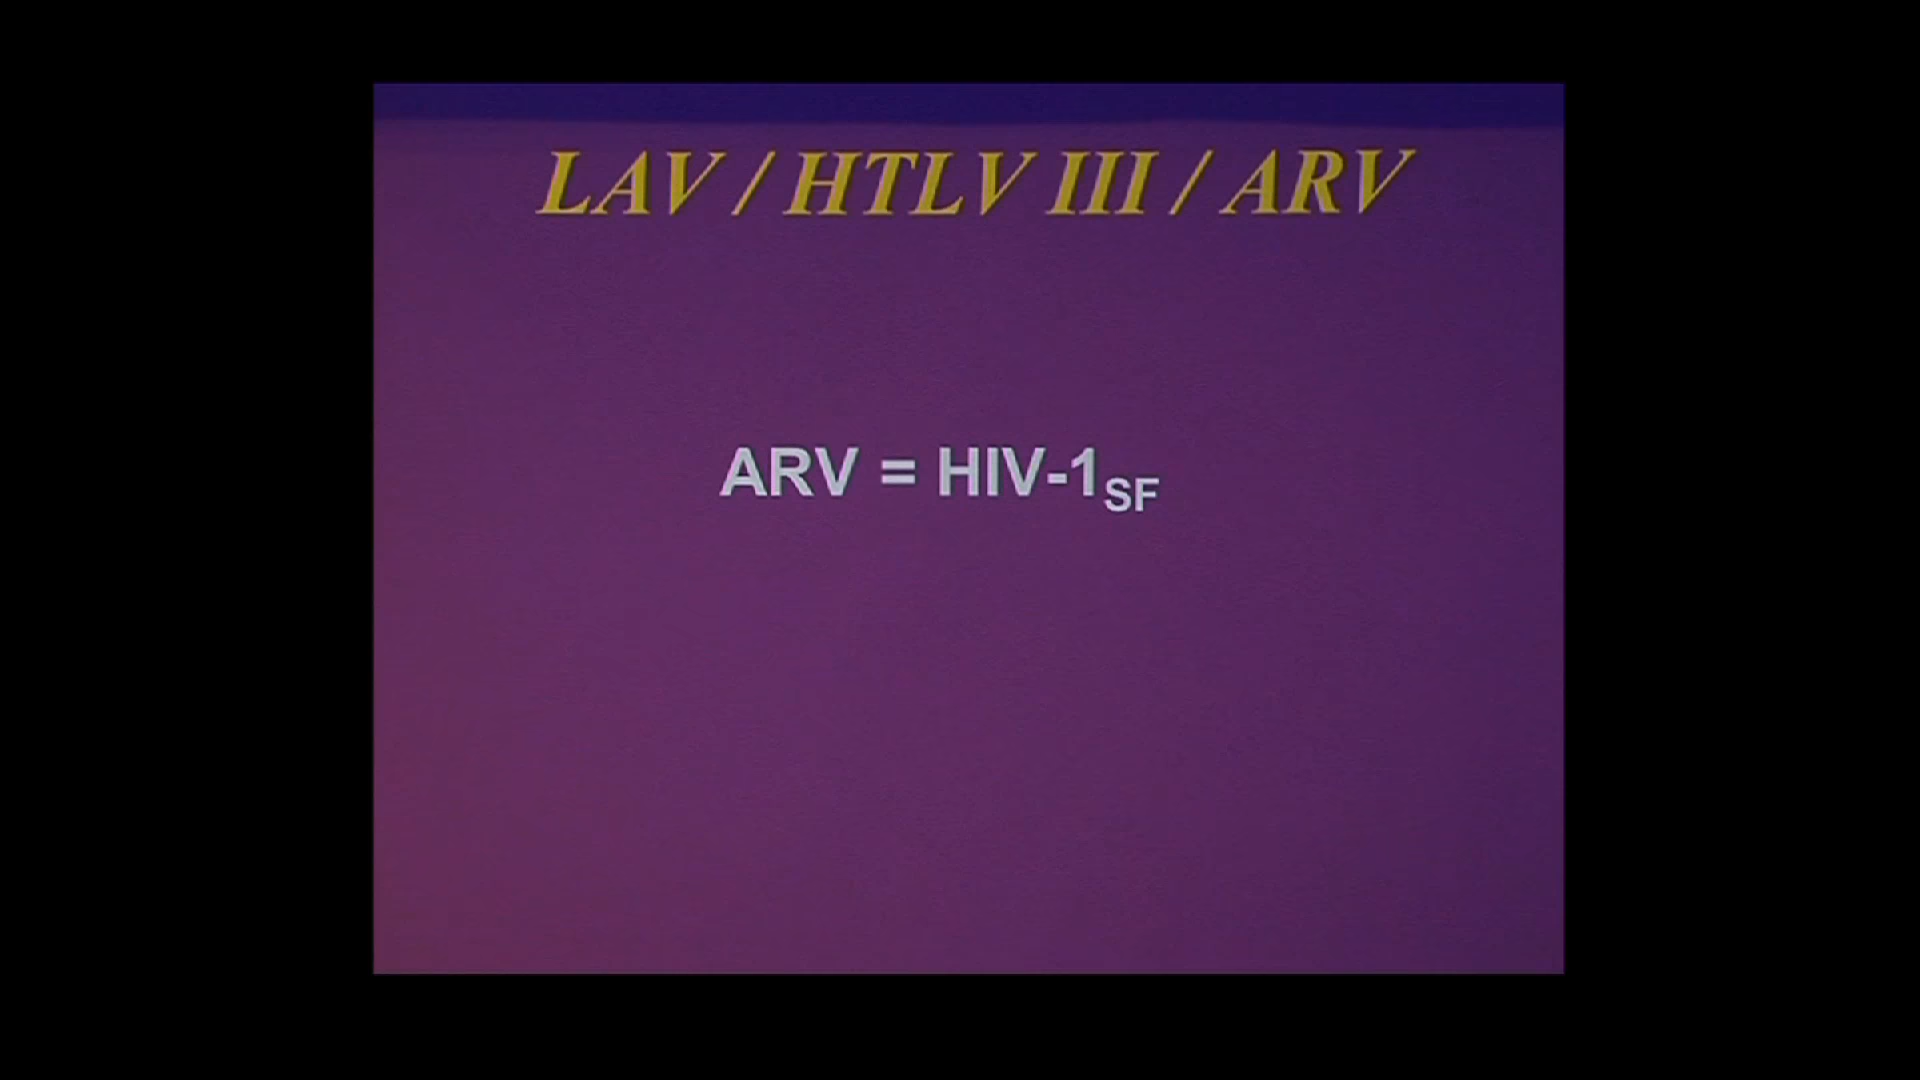 LAV / HTLV III / ARV
ARV = HIV-1SF